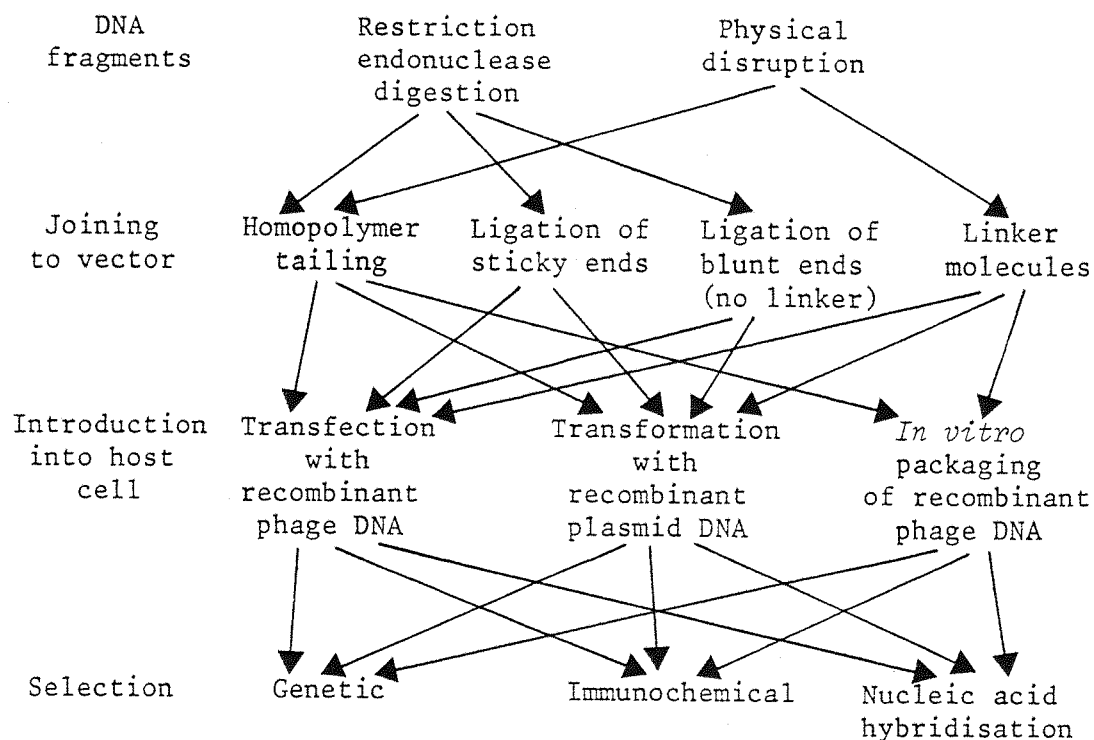 DNA
fragments
Restriction
endonuclease
digestion
Physical
disruption
Joining
to vector
Homopolymer
tailing
Ligation of
sticky ends
Ligation of
blunt ends
(no linker)
Linker
molecules
Introduction
into host
cell
Transfection
with
recombinant
phage DNA
Transformation
with
recombinant
plasmid DNA
In vitro
packaging
of recombinant
phage DNA
Selection
Genetic
Immunochemical
Nucleic acid
hybridisation